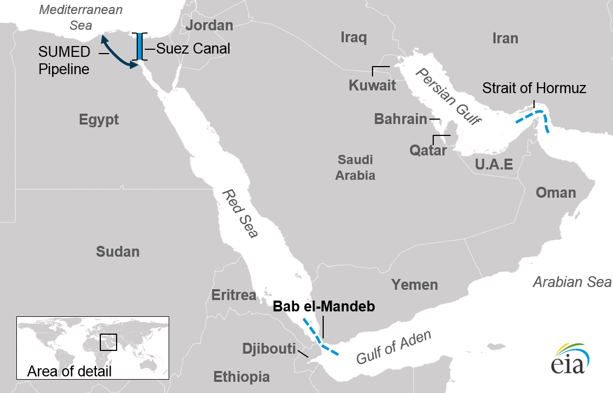 Mediterranean
Sea
Jordan
Iraq
Iran
SUMED
Pipeline
Suez Canal
Kuwait
Persian Gulf
Strait of Hormuz
Egypt
Bahrain
Qatar
Saudi
Arabia
U.A.E
Oman
Red Sea
Sudan
Yemen
Arabian Sea
Eritrea
Bab el-Mandeb
Djibouti
Gulf of Aden
Ethiopia
Area of detail
eia